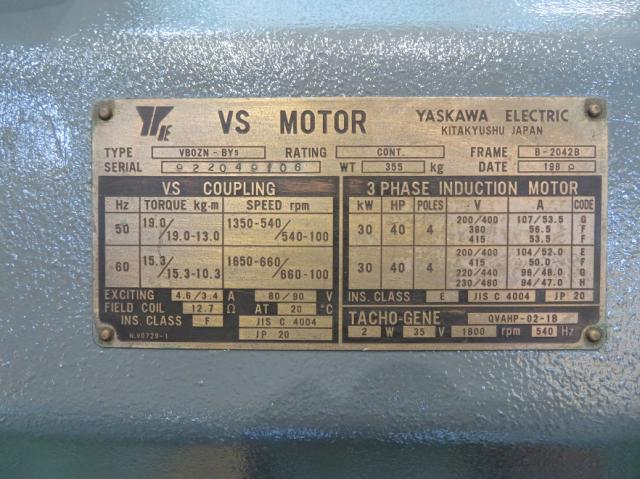 YE VS MOTOR YASKAWA ELECTRIC
KITAKYUSHU JAPAN
TYPE VBOZN-BYs RATING CONT. FRAME B-2042B
SERIAL 922049106 WT 355 kg DATE 1980
VS COUPLING
Hz TORQUE kg-m SPEED rpm
50 19.0/19.0-13.0 1350-540/540-100
60 15.3/15.3-10.3 1650-660/660-100
EXCITING 4.6/3.4 A 80/90 V
FIELD COIL 12.7 Ω AT 20 °C
INS. CLASS F JIS C 4004
N.V0729-1 JP 20
3 PHASE INDUCTION MOTOR
kW HP POLES V A CODE
30 40 4 200/400 107/53.5 G
380 56.5 F
415 53.5 F
30 40 4 200/400 104/52.0 E
415 50.0 F
220/440 96/48.0 G
230/460 94/47.0 H
INS. CLASS E JIS C 4004 JP 20
TACHO-GENE QVAHP-02-1B
2 W 35 V 1800 rpm 540 Hz